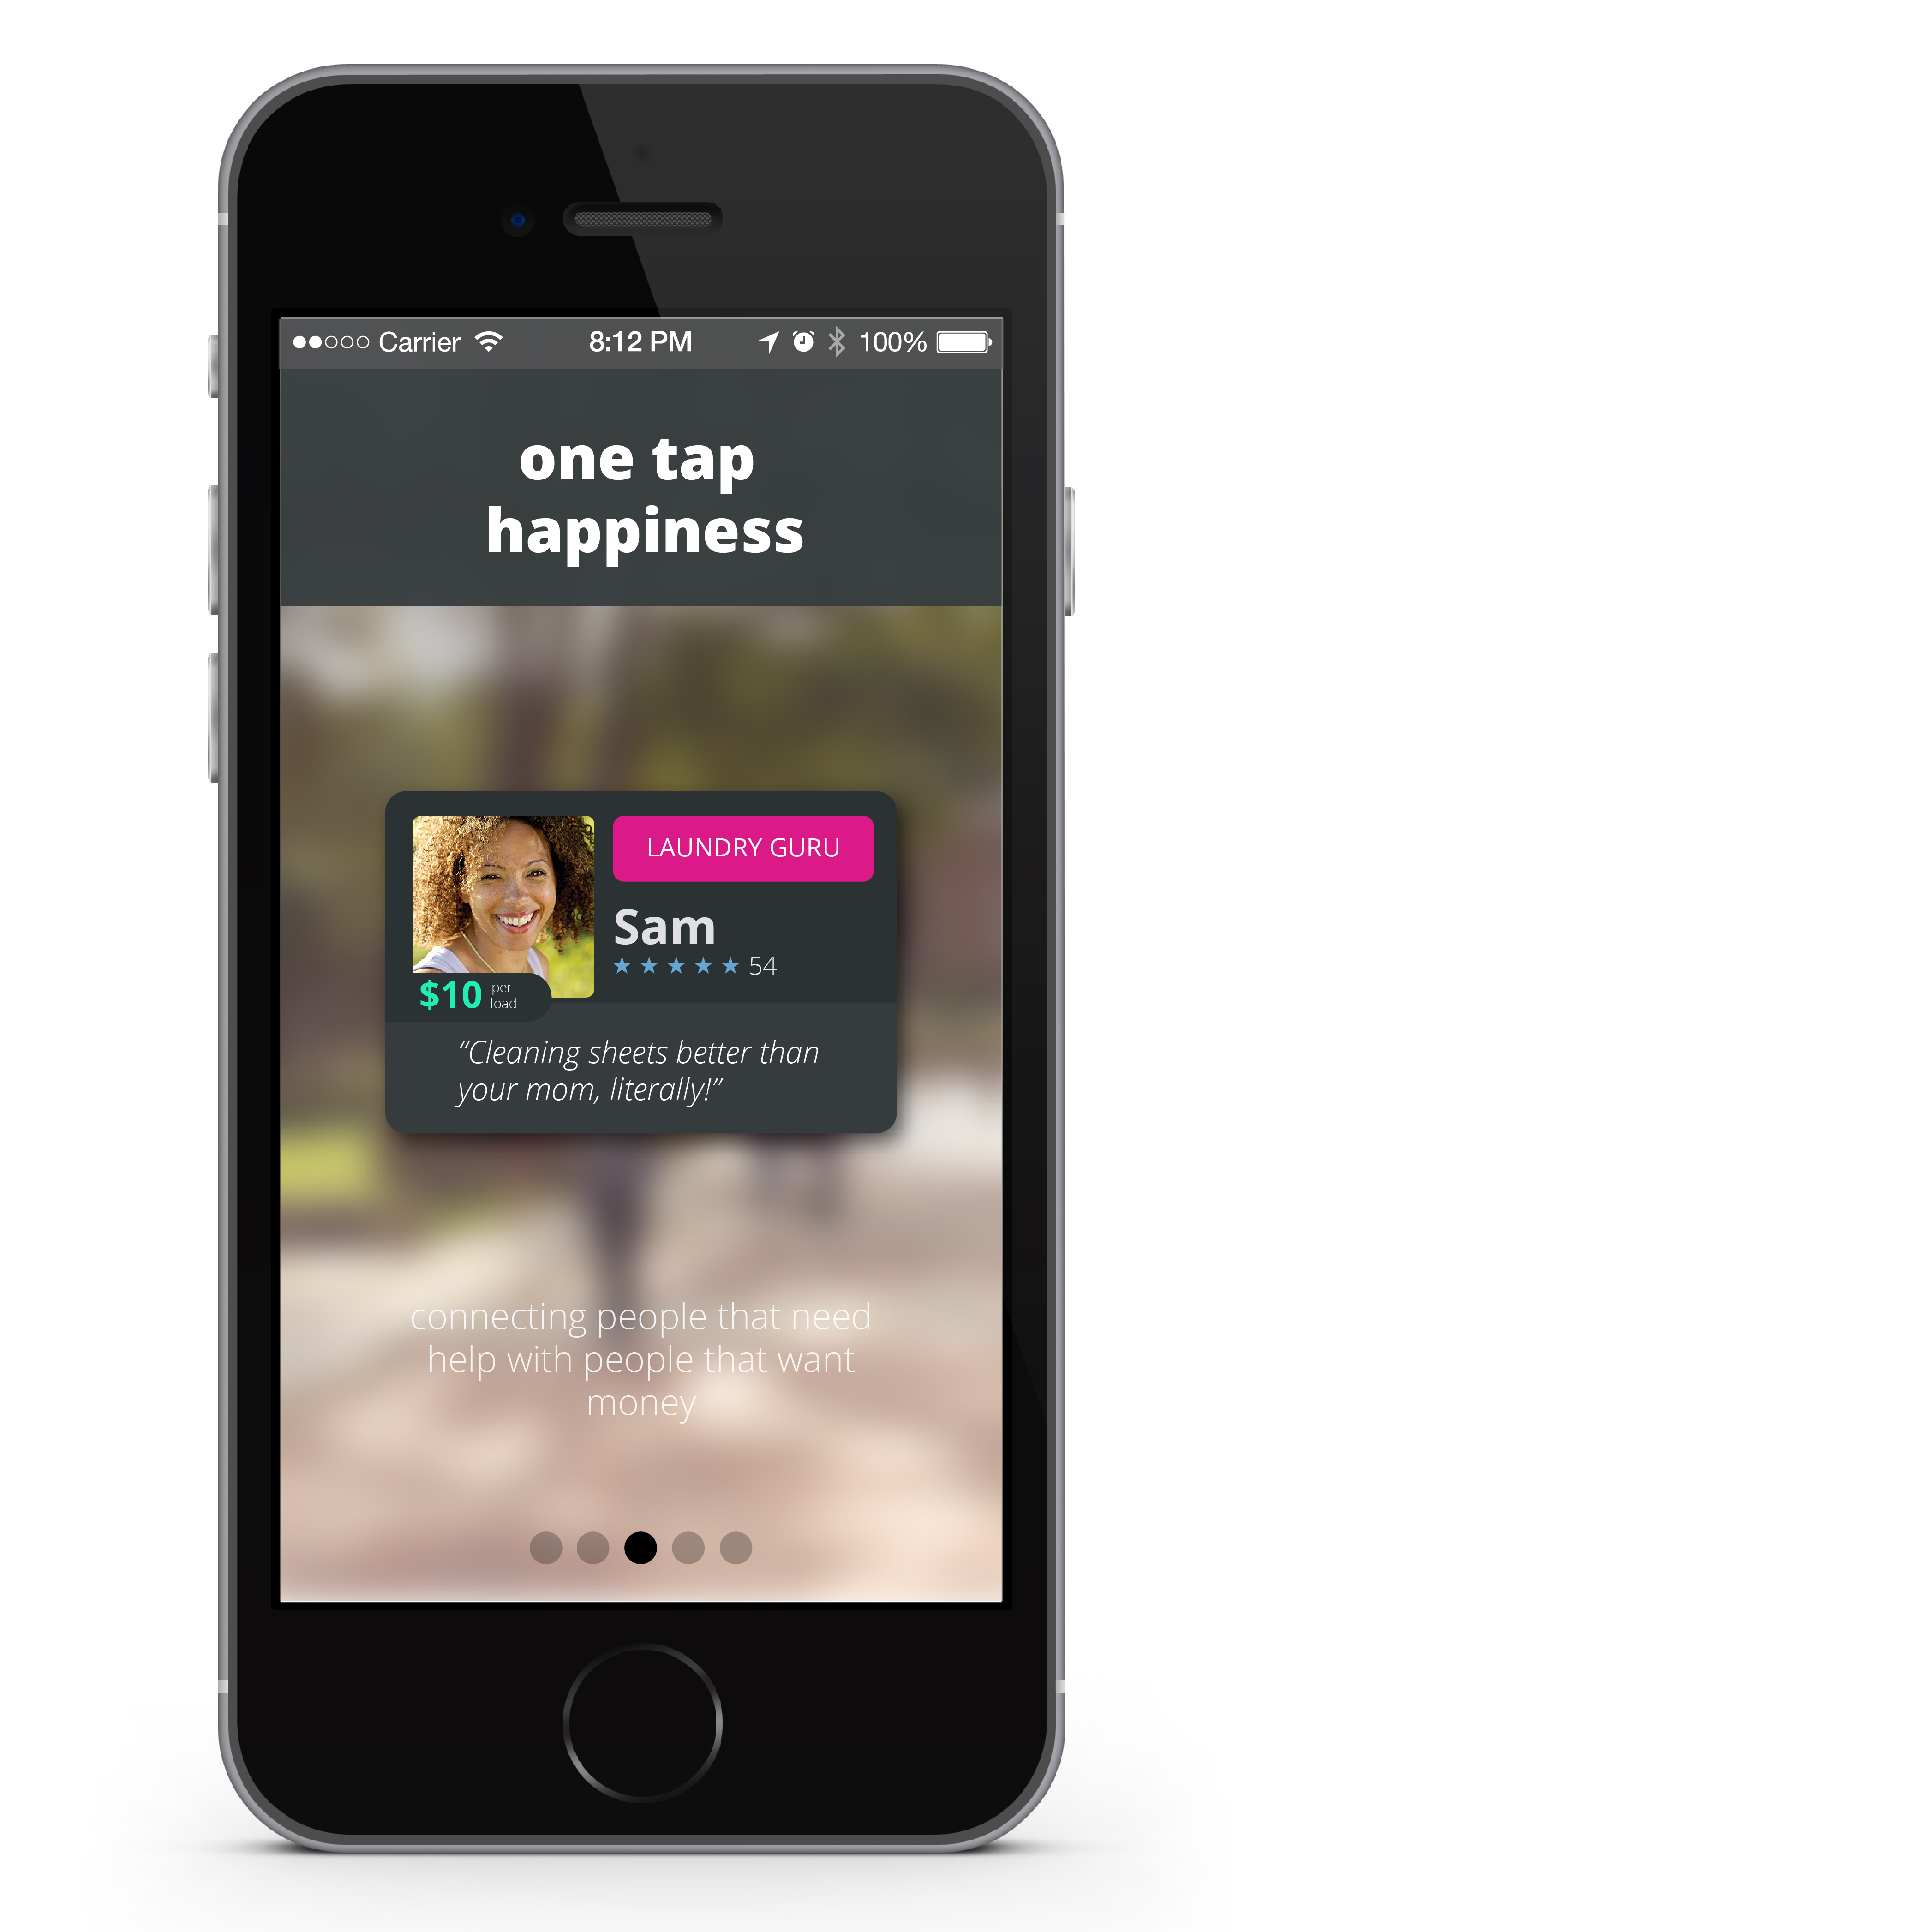 Carrier 8:12 PM 100%
one tap
happiness
LAUNDRY GURU
Sam
54
$10 per
load
“Cleaning sheets better than
your mom, literally!”
connecting people that need
help with people that want
money